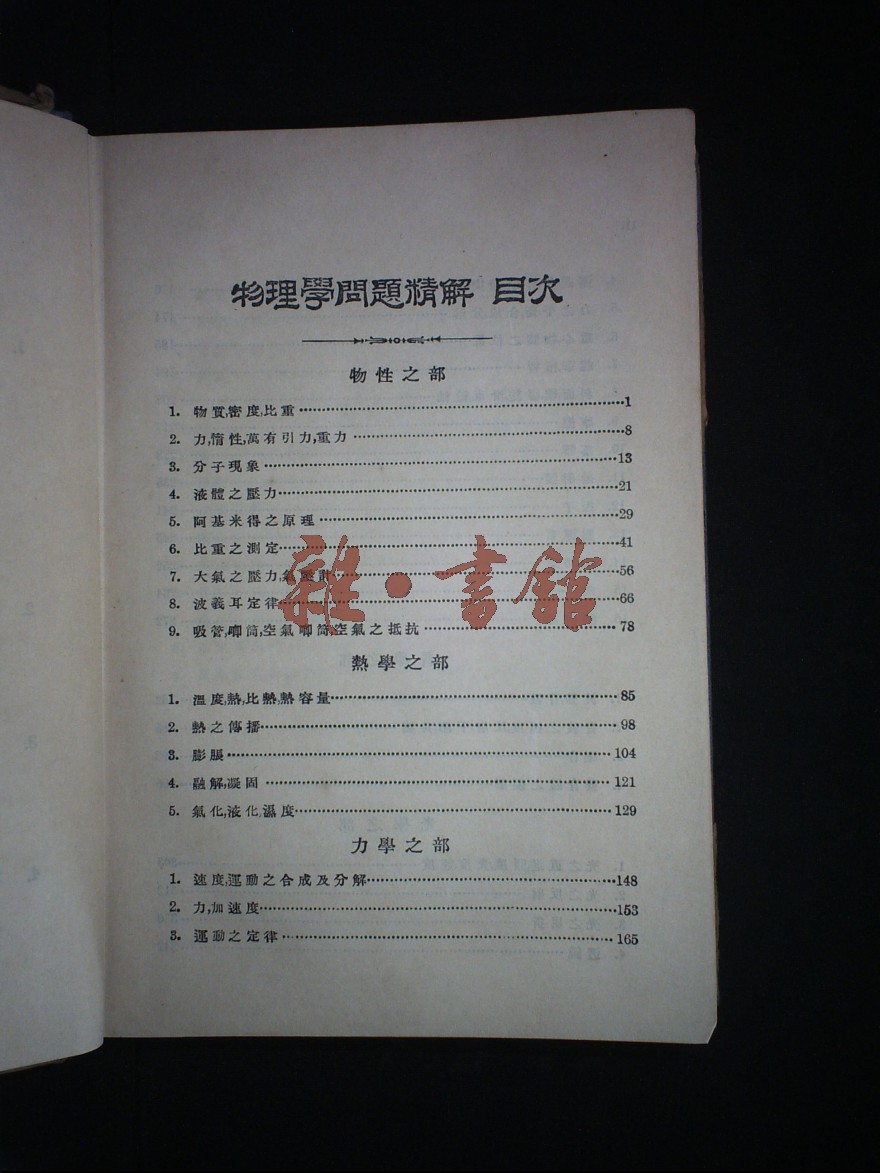 物理學問題精解 目次
物性之部
1. 物質,密度,比重 1
2. 力,惰性,萬有引力,重力 8
3. 分子現象 13
4. 液體之壓力 21
5. 阿基米得之原理 29
6. 比重之測定 41
7. 大氣之壓力,氣壓計 56
8. 波義耳定律 66
9. 吸管,喞筒,空氣喞筒,空氣之抵抗 78
雜·書館
熱學之部
1. 溫度,熱,比熱,熱容量 85
2. 熱之傳播 98
3. 膨脹 104
4. 融解,凝固 121
5. 氣化,液化,濕度 129
力學之部
1. 速度,運動之合成及分解 148
2. 力,加速度 153
3. 運動之定律 165